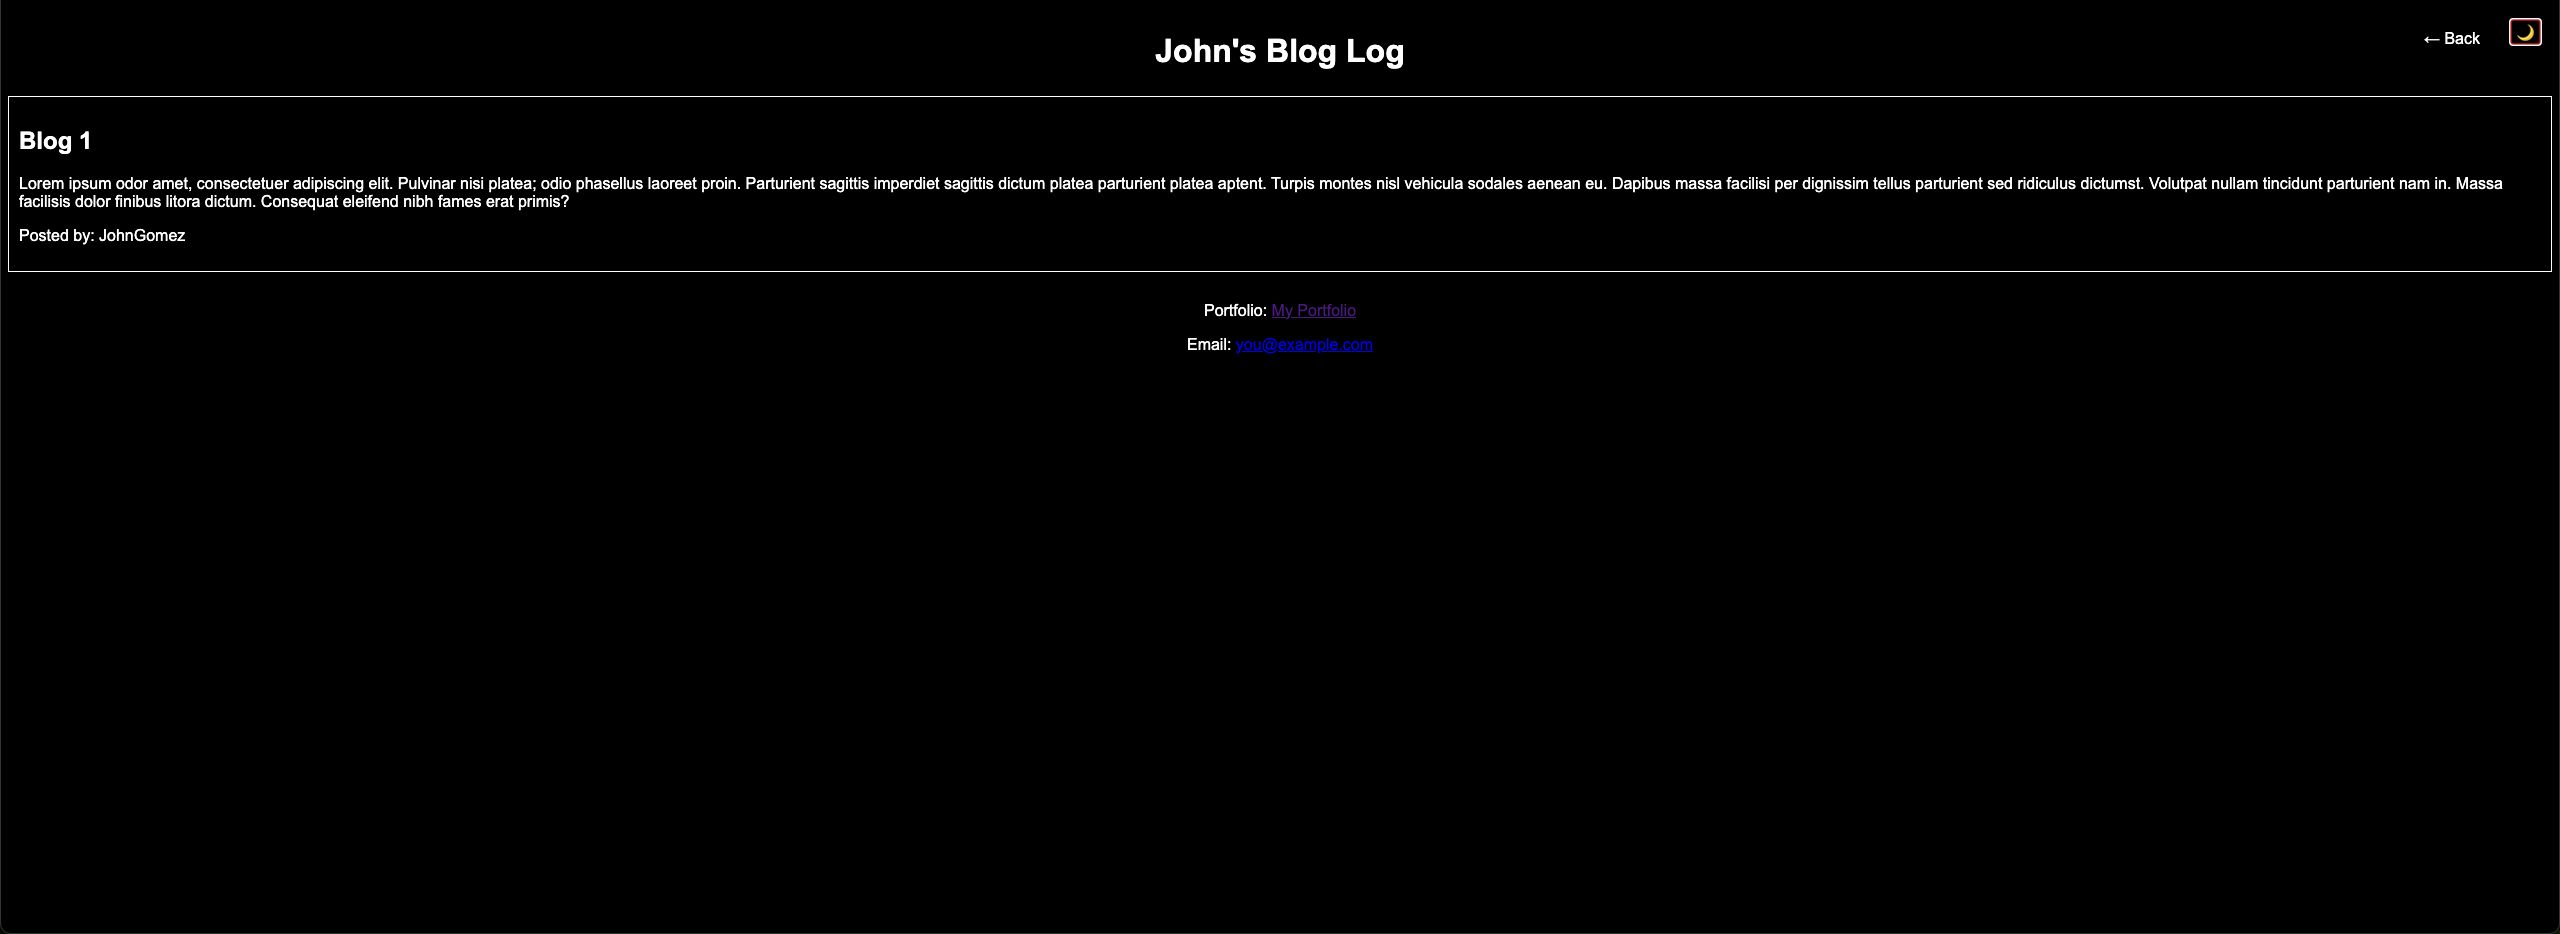 ← Back 🌙
John's Blog Log
Blog 1
Lorem ipsum odor amet, consectetuer adipiscing elit. Pulvinar nisi platea; odio phasellus laoreet proin. Parturient sagittis imperdiet sagittis dictum platea parturient platea aptent. Turpis montes nisl vehicula sodales aenean eu. Dapibus massa facilisi per dignissim tellus parturient sed ridiculus dictumst. Volutpat nullam tincidunt parturient nam in. Massa
facilisis dolor finibus litora dictum. Consequat eleifend nibh fames erat primis?
Posted by: JohnGomez
Portfolio: My Portfolio
Email: you@example.com